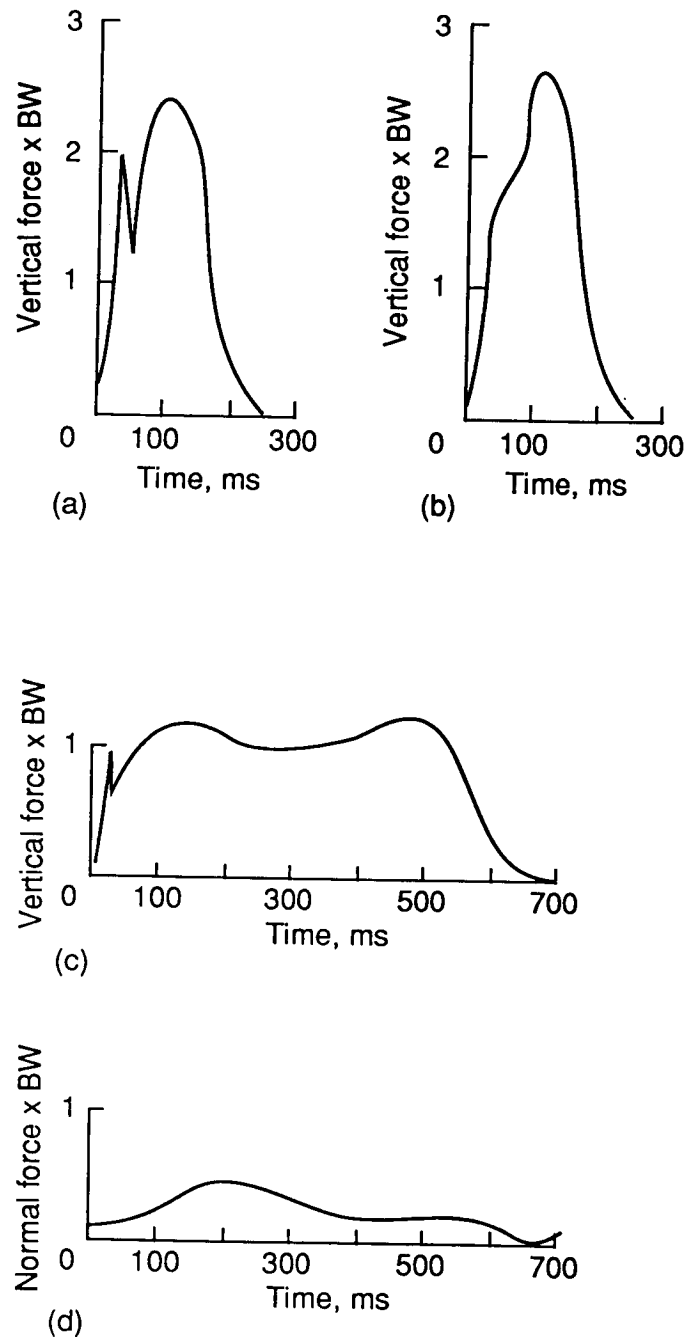 Vertical force x BW
3
2
1
0
100
300
Time, ms
(a)
Vertical force x BW
3
2
1
0
100
300
Time, ms
(b)
Vertical force x BW
1
0
100
300
500
700
Time, ms
(c)
Normal force x BW
1
0
100
300
500
700
Time, ms
(d)